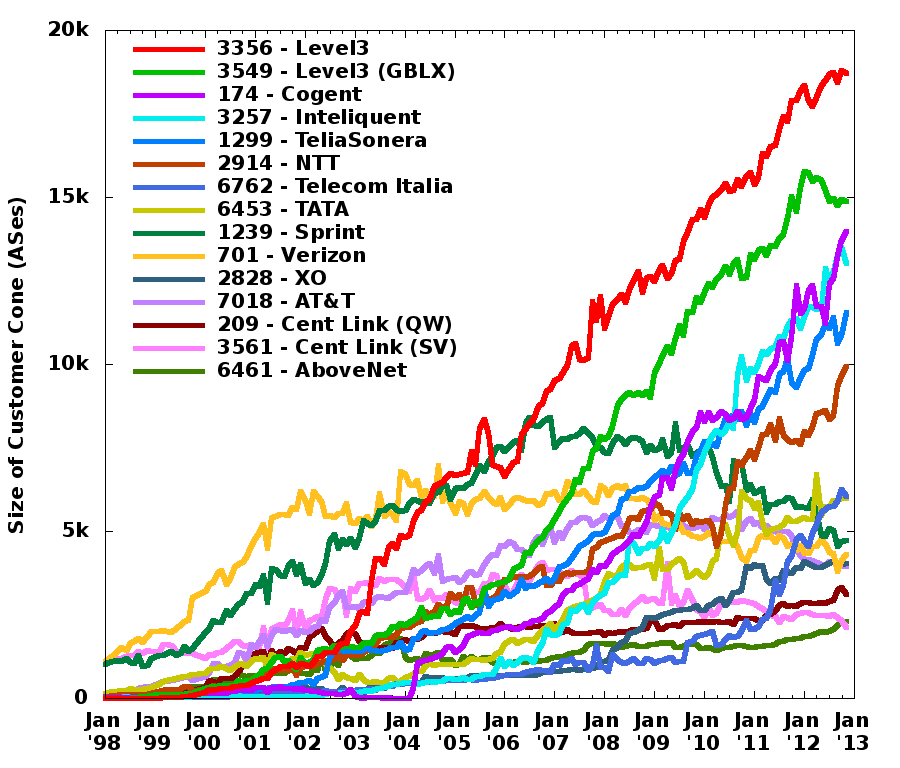 20k
15k
10k
5k
0
Size of Customer Cone (ASes)
3356 - Level3
3549 - Level3 (GBLX)
174 - Cogent
3257 - Inteliquent
1299 - TeliaSonera
2914 - NTT
6762 - Telecom Italia
6453 - TATA
1239 - Sprint
701 - Verizon
2828 - XO
7018 - AT&T
209 - Cent Link (QW)
3561 - Cent Link (SV)
6461 - AboveNet
Jan Jan Jan Jan Jan Jan Jan Jan Jan Jan Jan Jan Jan Jan Jan Jan
'98 '99 '00 '01 '02 '03 '04 '05 '06 '07 '08 '09 '10 '11 '12 '13